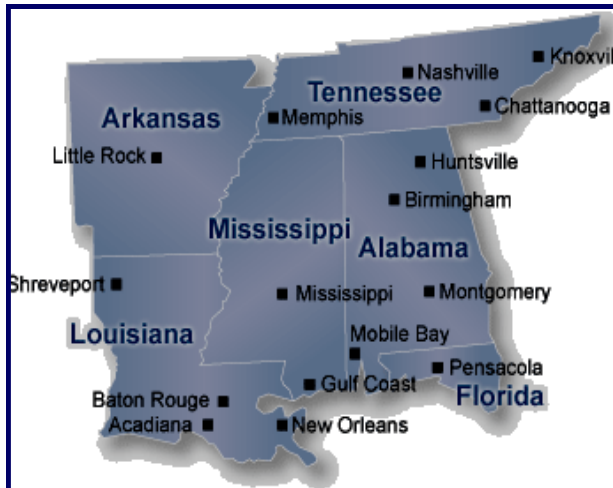 Knoxvil
Nashville
Tennessee
Chattanooga
Arkansas
Memphis
Little Rock
Huntsville
Birmingham
Mississippi
Alabama
Shreveport
Mississippi
Montgomery
Louisiana
Mobile Bay
Pensacola
Gulf Coast
Florida
Baton Rouge
Acadiana
New Orleans